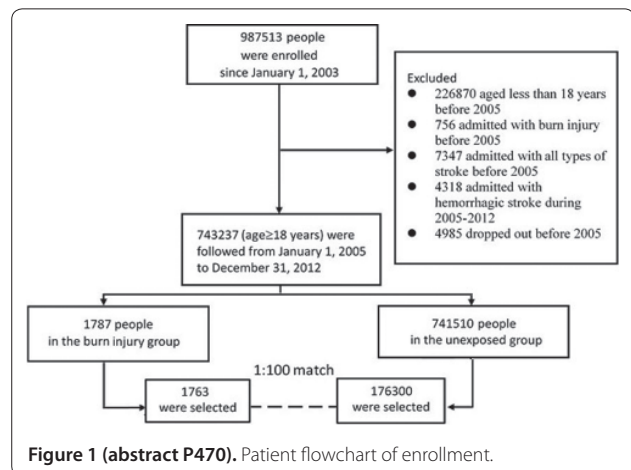 987513 people
were enrolled
since January 1, 2003
Excluded
● 226870 aged less than 18 years
before 2005
● 756 admitted with burn injury
before 2005
● 7347 admitted with all types of
stroke before 2005
● 4318 admitted with
hemorrhagic stroke during
2005-2012
● 4985 dropped out before 2005
743237 (age≥18 years) were
followed from January 1, 2005
to December 31, 2012
1787 people
in the burn injury group
741510 people
in the unexposed group
1:100 match
1763
were selected
176300
were selected
Figure 1 (abstract P470). Patient flowchart of enrollment.